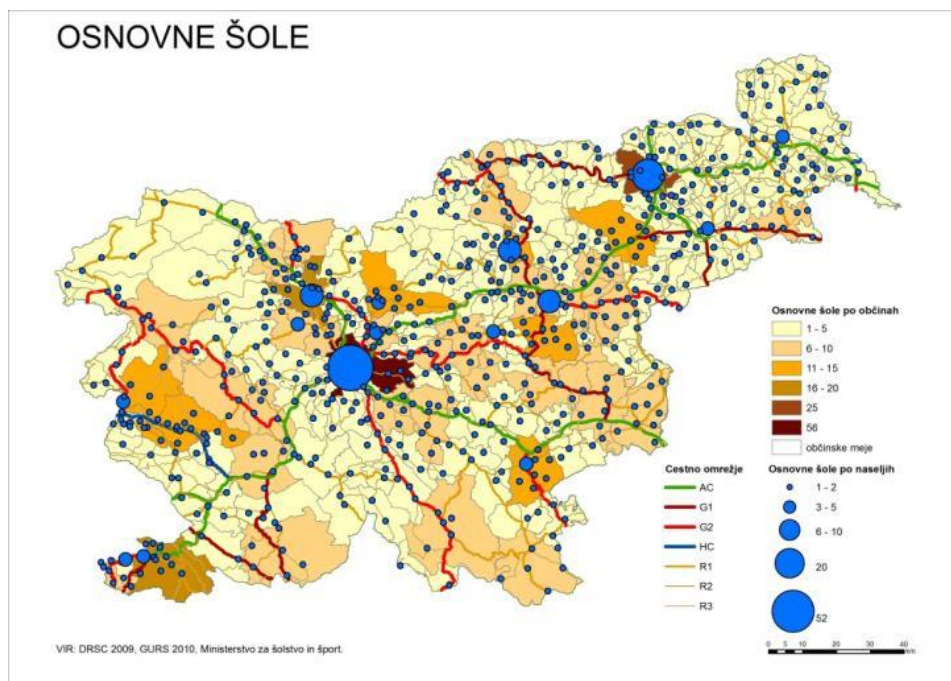 OSNOVNE ŠOLE
Osnovne šole po občinah
1 - 5
6 - 10
11 - 15
16 - 20
25
56
občinske meje
Cestno omrežje
AC
G1
G2
HC
R1
R2
R3
Osnovne šole po naseljih
1 - 2
3 - 5
6 - 10
20
52
0 5 10 20 30 40
VIR: DRSC 2009, GURS 2010, Ministrstvo za šolstvo in šport.